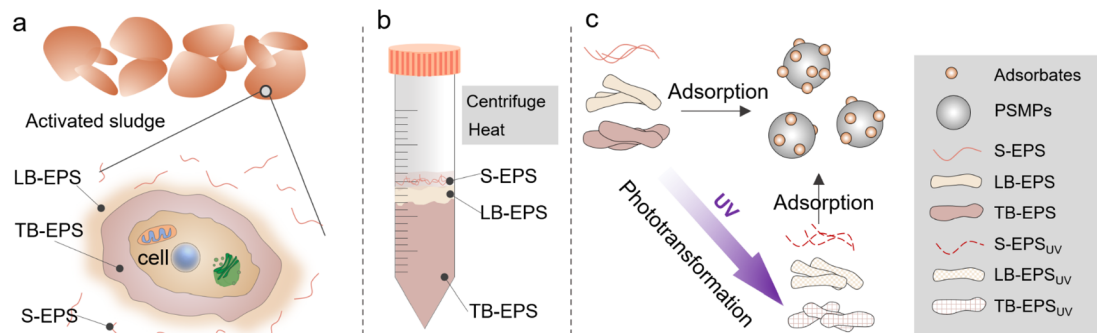 a
Activated sludge
LB-EPS
TB-EPS
cell
S-EPS
b
Centrifuge
Heat
S-EPS
LB-EPS
TB-EPS
c
Adsorption
UV
Phototransformation
Adsorption
Adsorbates
PSMPs
S-EPS
LB-EPS
TB-EPS
S-EPSUV
LB-EPSUV
TB-EPSUV